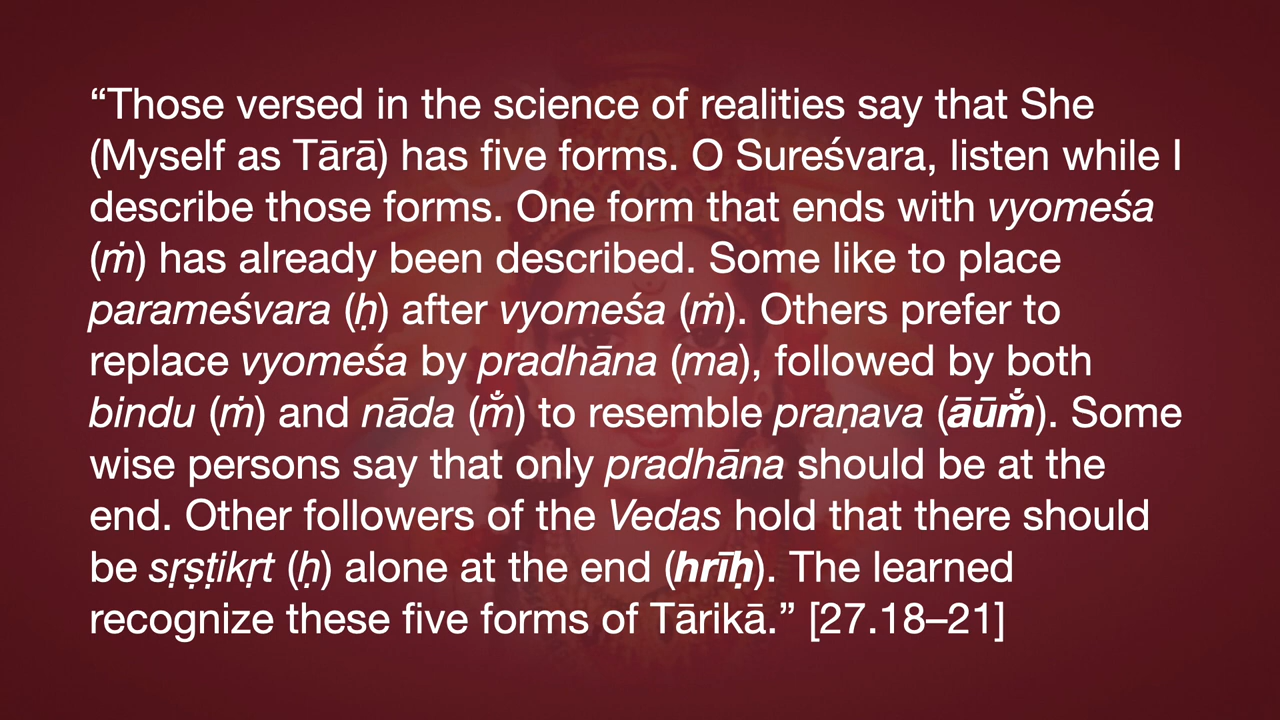 “Those versed in the science of realities say that She
(Myself as Tārā) has five forms. O Sureśvara, listen while I
describe those forms. One form that ends with vyomeśa
(ṁ) has already been described. Some like to place
parameśvara (ḥ) after vyomeśa (ṁ). Others prefer to
replace vyomeśa by pradhāna (ma), followed by both
bindu (ṁ) and nāda (m̐) to resemble praṇava (āūm̐). Some
wise persons say that only pradhāna should be at the
end. Other followers of the Vedas hold that there should
be sṛṣṭikṛt (ḥ) alone at the end (hrīḥ). The learned
recognize these five forms of Tārikā.” [27.18–21]